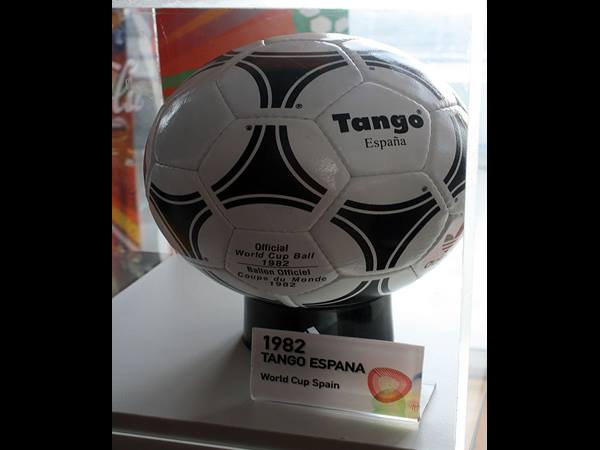 Tango®
España
Official
World Cup Ball
1982
Ballon Officiel
Coupe du Monde
1982
1982
TANGO ESPANA
World Cup Spain